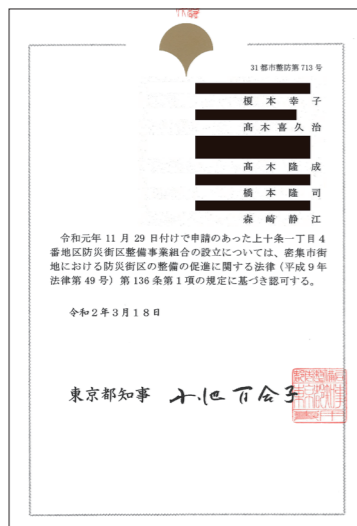 31都市整防第713号
榎本幸子
髙木喜久治
髙木隆成
橋本隆司
森崎静江
令和元年11月29日付けで申請のあった上十条一丁目4
番地区防災街区整備事業組合の設立については、密集市街
地における防災街区の整備の促進に関する法律（平成9年
法律第49号）第136条第1項の規定に基づき認可する。
令和2年3月18日
東京都知事 小池百合子